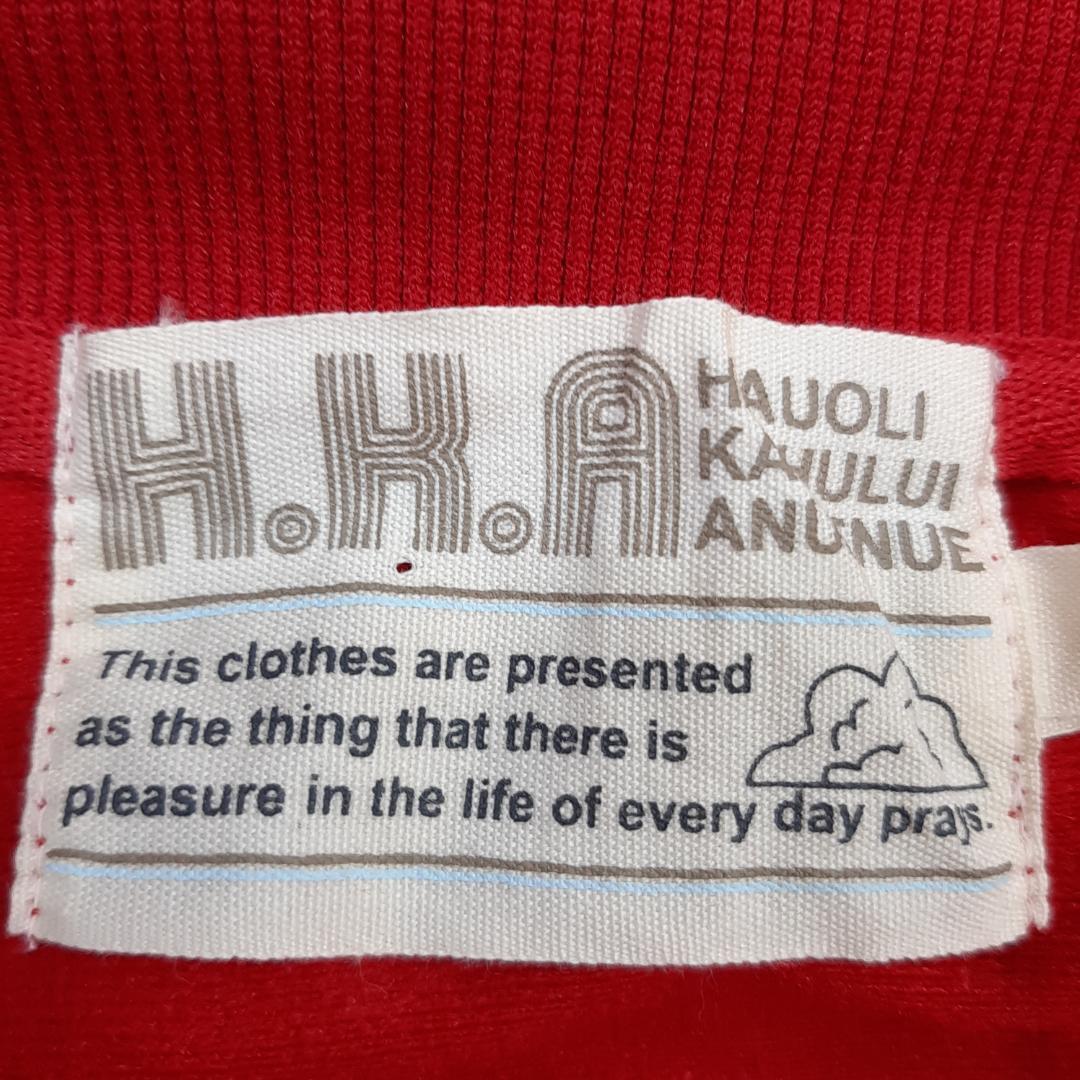 H.K.A
HAUOLI
KAHULUI
ANUENUE
This clothes are presented
as the thing that there is
pleasure in the life of every day prays.